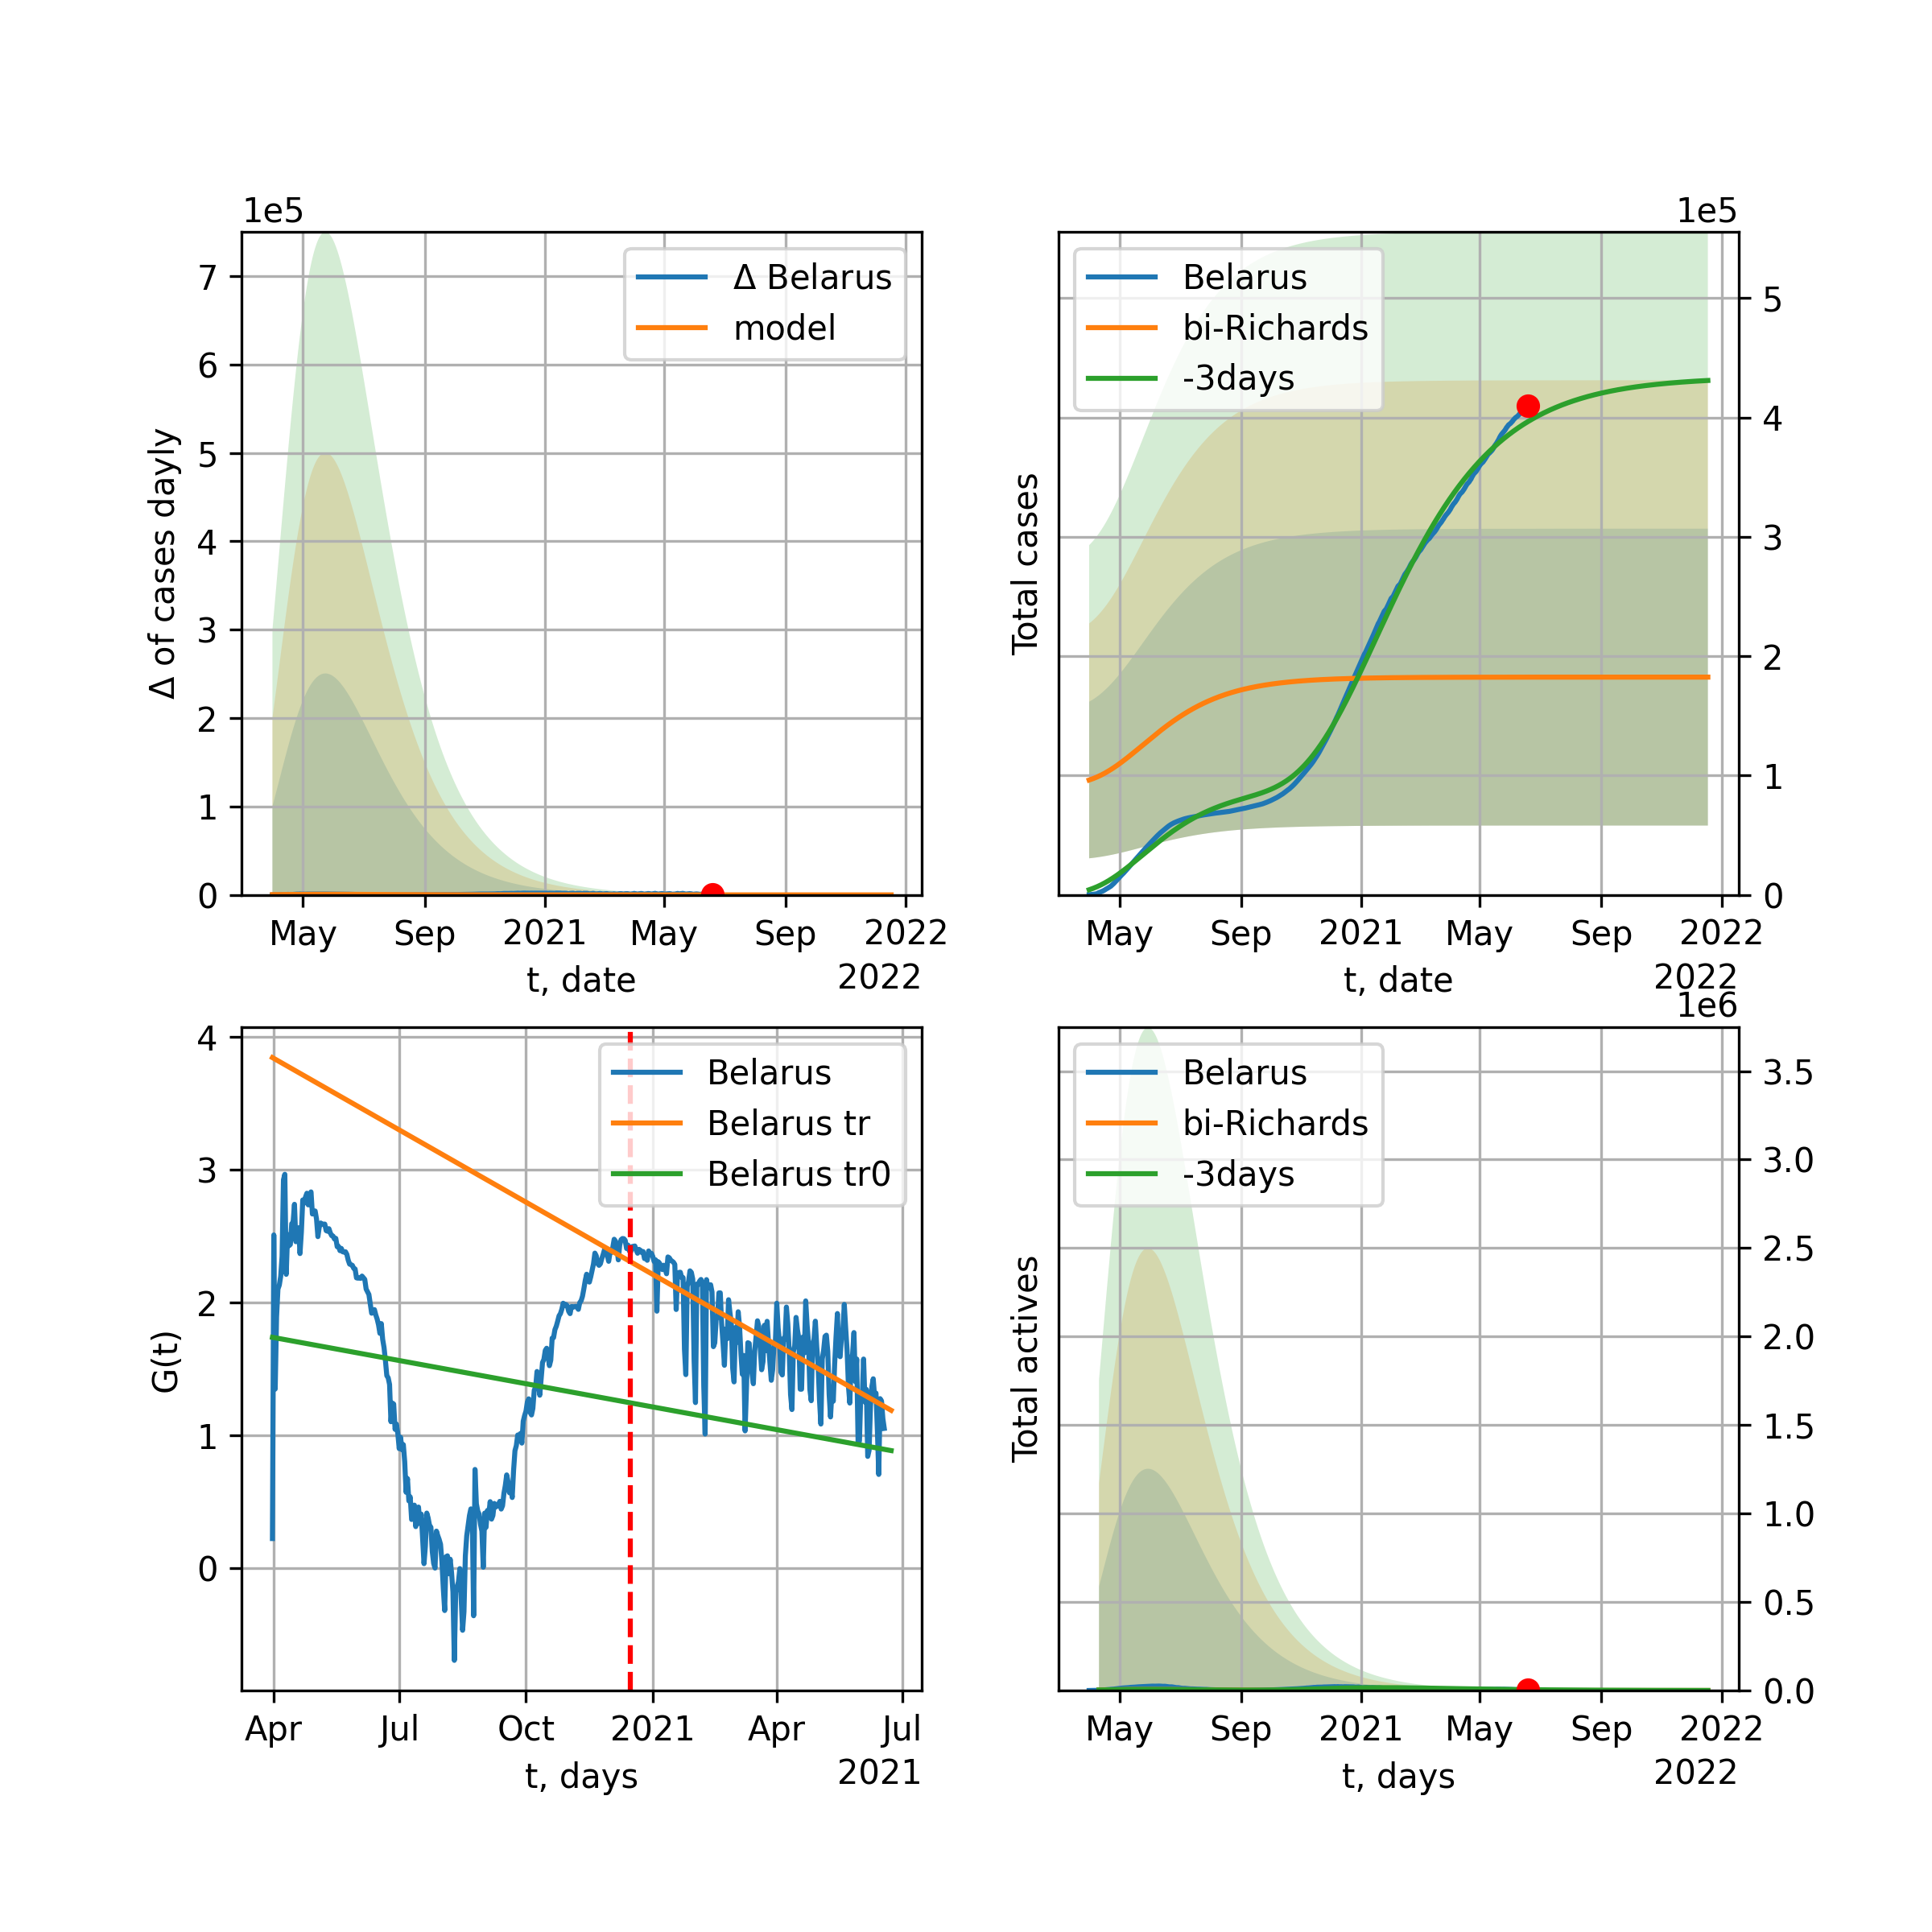 1e5
7
6
5
4
3
2
1
0
Δ of cases dayly
Δ Belarus
model
May Sep 2021 May Sep 2022
t, date
2022
1e5
Total cases
Belarus
bi-Richards
-3days
5
4
3
2
1
0
May Sep 2021 May Sep 2022
t, date
2022
4
3
2
1
0
G(t)
Belarus
Belarus tr
Belarus tr0
Apr Jul Oct 2021 Apr Jul
t, days
2021
1e6
Total actives
Belarus
bi-Richards
-3days
3.5
3.0
2.5
2.0
1.5
1.0
0.5
0.0
May Sep 2021 May Sep 2022
t, days
2022